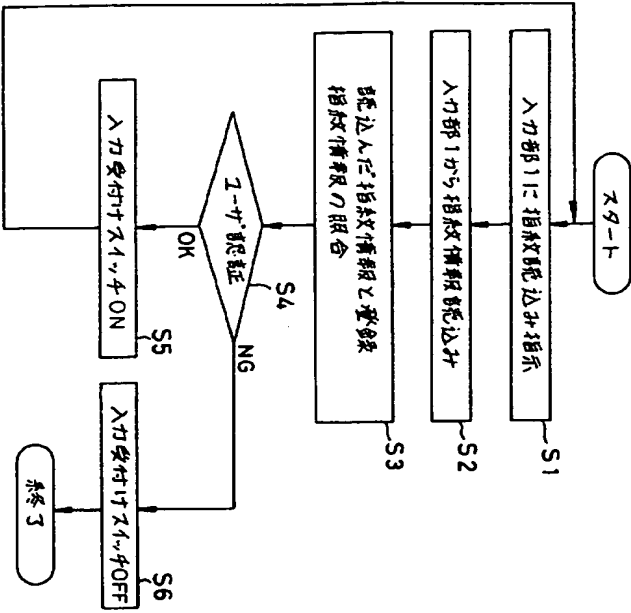 スタート
入力部1に指紋読込み指示
S1
入力部1から指紋情報読込み
S2
読込んだ指紋情報と登録
指紋情報の照合
S3
ユーザ認証
S4
OK
NG
入力受付けスイッチON
S5
入力受付けスイッチOFF
S6
終了